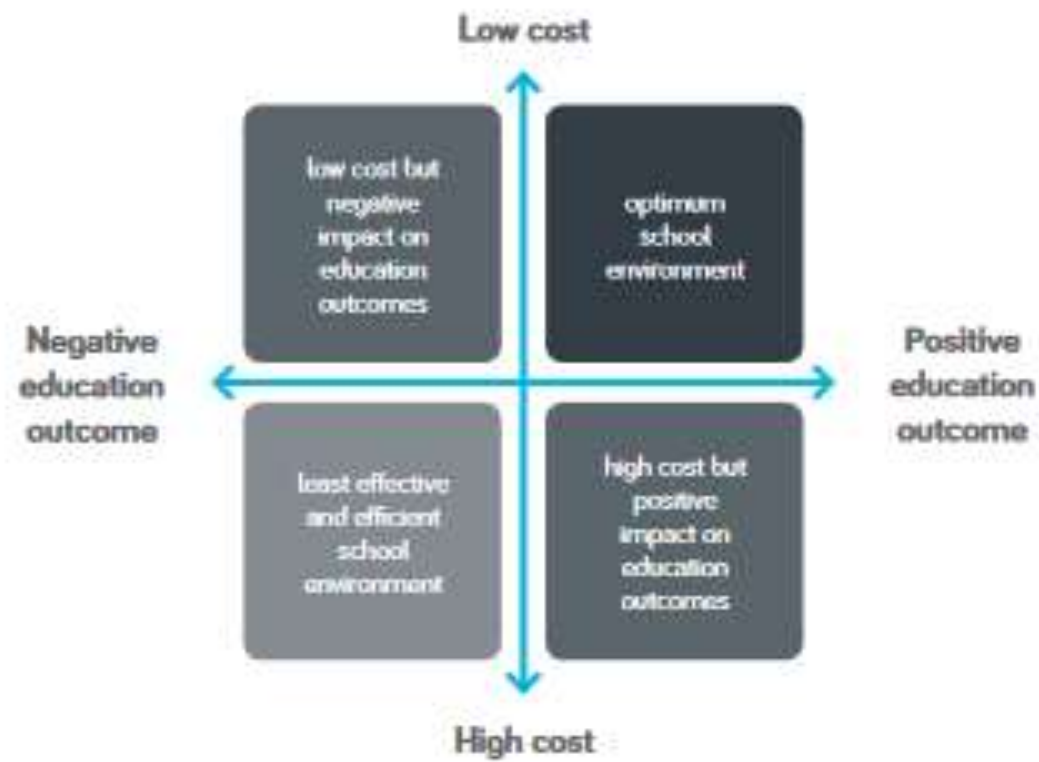 Low cost
low cost but
negative
impact on
education
outcomes
optimum
school
environment
Negative
education
outcome
Positive
education
outcome
least effective
and efficient
school
environment
high cost but
positive
impact on
education
outcomes
High cost